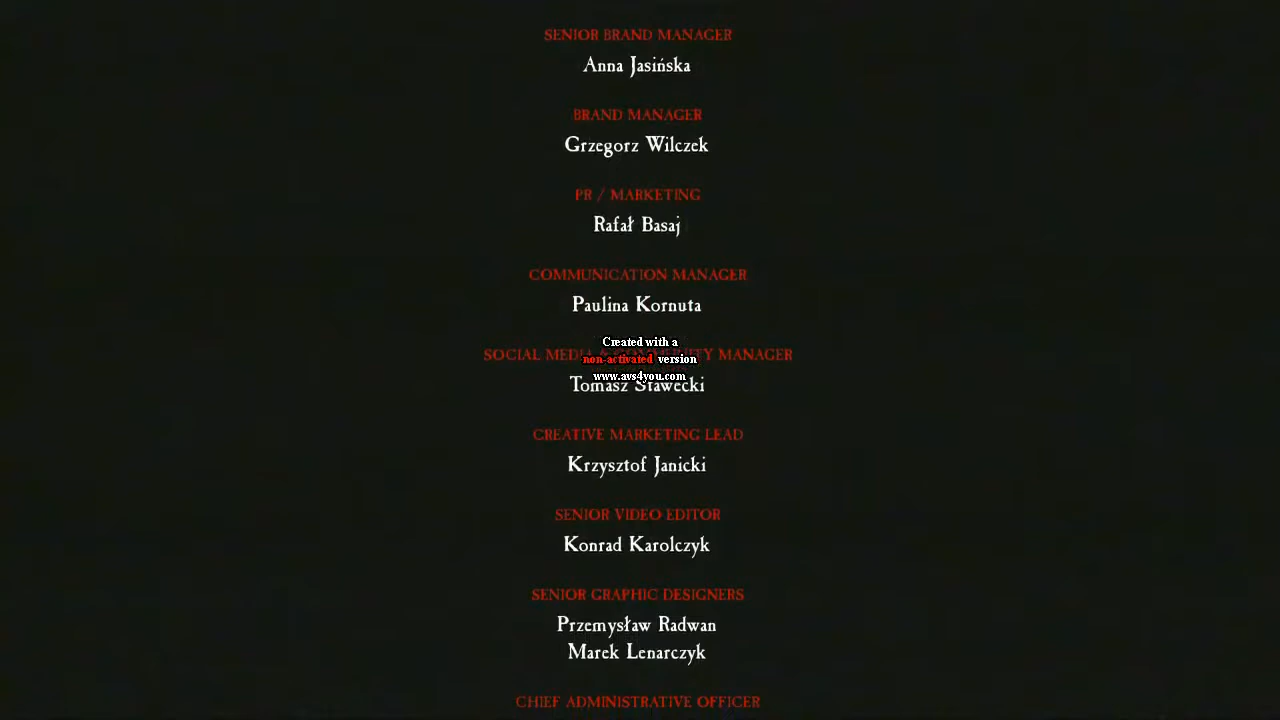 SENIOR BRAND MANAGER
Anna Jasińska
BRAND MANAGER
Grzegorz Wilczek
PR / MARKETING
Rafał Basaj
COMMUNICATION MANAGER
Paulina Kornuta
Created with a
SOCIAL MEDIA & COMMUNITY MANAGER
non-activated version
www.avs4you.com
Tomasz Stawecki
CREATIVE MARKETING LEAD
Krzysztof Janicki
SENIOR VIDEO EDITOR
Konrad Karolczyk
SENIOR GRAPHIC DESIGNERS
Przemysław Radwan
Marek Lenarczyk
CHIEF ADMINISTRATIVE OFFICER